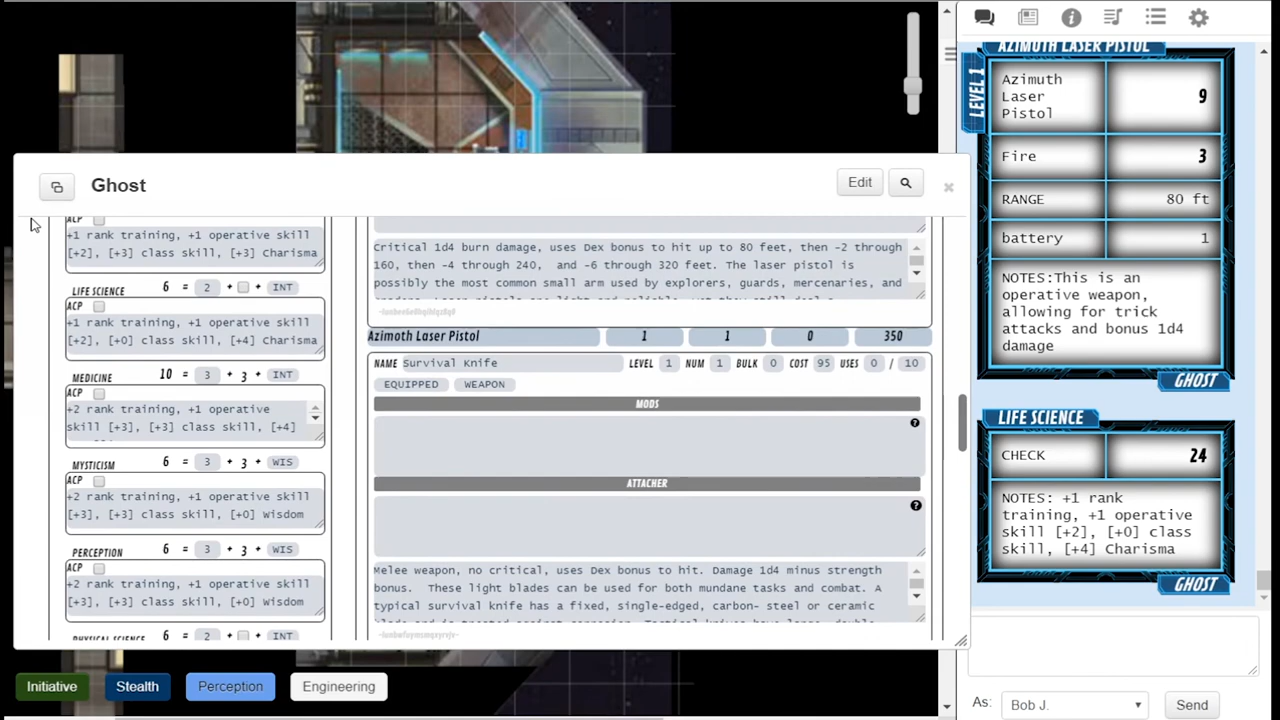 Ghost
Edit
ACP
+1 rank training, +1 operative skill
[+2], [+3] class skill, [+3] Charisma
LIFE SCIENCE 6 = 2 + + INT
ACP
+1 rank training, +1 operative skill
[+2], [+0] class skill, [+4] Charisma
MEDICINE 10 = 3 + 3 + INT
ACP
+2 rank training, +1 operative
skill [+3], [+3] class skill, [+4]
MYSTICISM 6 = 3 + 3 + WIS
ACP
+2 rank training, +1 operative skill
[+3], [+3] class skill, [+0] wisdom
PERCEPTION 6 = 3 + 3 + WIS
ACP
+2 rank training, +1 operative skill
[+3], [+3] class skill, [+0] wisdom
PHYSICAL SCIENCE 6 = 2 + + INT
Critical 1d4 burn damage, uses Dex bonus to hit up to 80 feet, then -2 through
160, then -4 through 240, and -6 through 320 feet. The laser pistol is
possibly the most common small arm used by explorers, guards, mercenaries, and
Azimoth Laser Pistol 1 1 0 350
NAME Survival Knife LEVEL 1 NUM 1 BULK 0 COST 95 USES 0 / 10
EQUIPPED WEAPON
MODS
ATTACHER
Melee weapon, no critical, uses Dex bonus to hit. Damage 1d4 minus strength
bonus. These light blades can be used for both mundane tasks and combat. A
typical survival knife has a fixed, single-edged, carbon- steel or ceramic
Initiative
Stealth
Perception
Engineering
AZIMOTH LASER PISTOL
LEVEL 1
Azimuth
Laser
Pistol
9
Fire 3
RANGE 80 ft
battery 1
NOTES:This is an
operative weapon,
allowing for trick
attacks and bonus 1d4
damage
GHOST
LIFE SCIENCE
CHECK 24
NOTES: +1 rank
training, +1 operative
skill [+2], [+0] class
skill, [+4] Charisma
GHOST
As: Bob J. Send